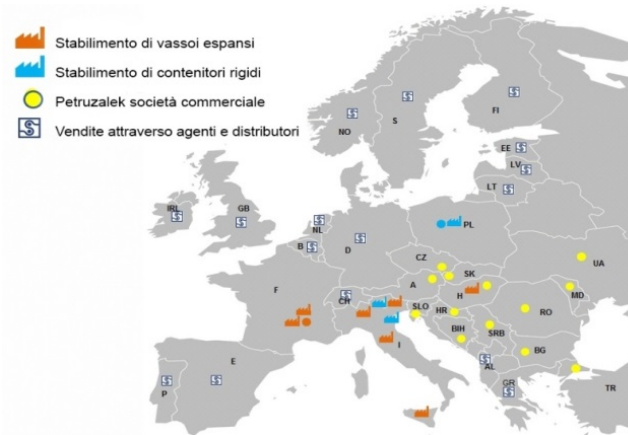 Stabilimento di vassoi espansi
Stabilimento di contenitori rigidi
Petruzalek società commerciale
S Vendite attraverso agenti e distributori
S
S
S
NO
S
FI
EE S
LV
S
LT
S
IRL
S
GB
S
NL
S
B
S
D
S
PL
CZ
SK
UA
A
H
MD
F
CH
S
SLO
HR
RO
BIH
SRB
I
BG
AL
S
E
S
P
S
GR
S
TR